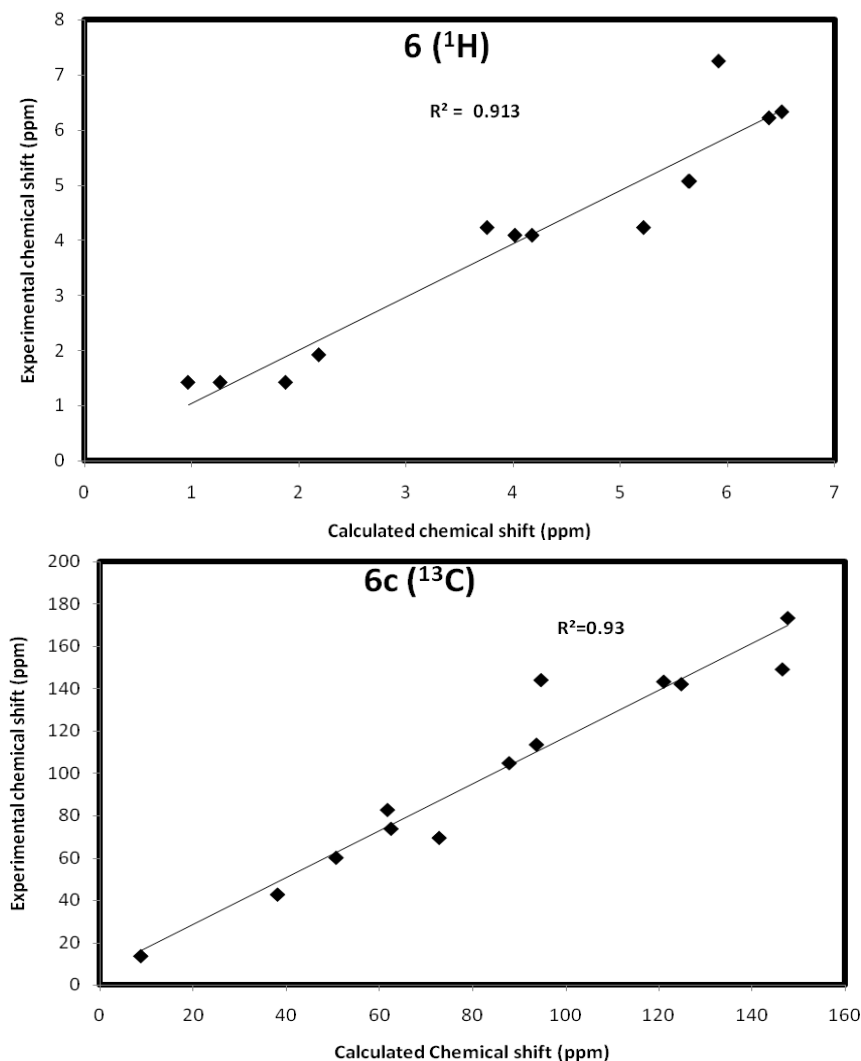 6 (¹H)
R² = 0.913
Experimental chemical shift (ppm)
8
7
6
5
4
3
2
1
0
0 1 2 3 4 5 6 7
Calculated chemical shift (ppm)
6c (¹³C)
R²=0.93
Experimental chemical shift (ppm)
200
180
160
140
120
100
80
60
40
20
0
0 20 40 60 80 100 120 140 160
Calculated Chemical shift (ppm)